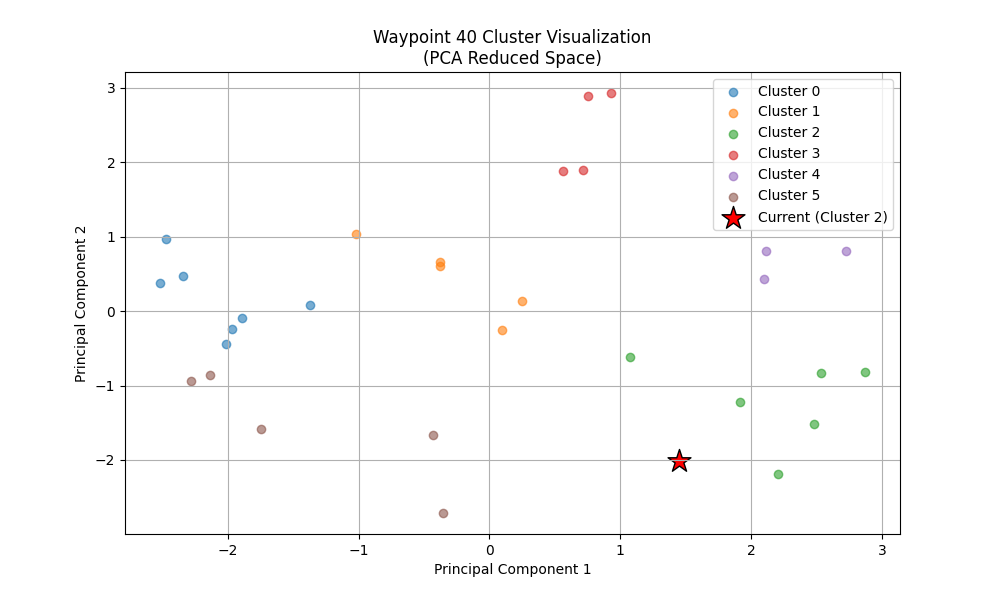 Waypoint 40 Cluster Visualization
(PCA Reduced Space)
Principal Component 2
3
2
1
0
−1
−2
Cluster 0
Cluster 1
Cluster 2
Cluster 3
Cluster 4
Cluster 5
Current (Cluster 2)
−2
−1
0
1
2
3
Principal Component 1